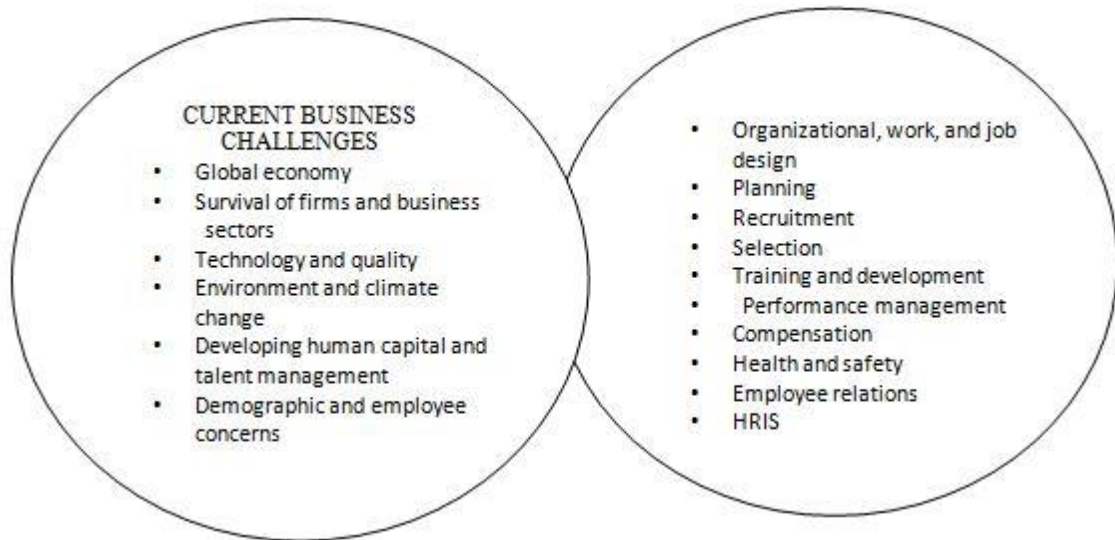 CURRENT BUSINESS
CHALLENGES
• Global economy
• Survival of firms and business
sectors
• Technology and quality
• Environment and climate
change
• Developing human capital and
talent management
• Demographic and employee
concerns
• Organizational, work, and job
design
• Planning
• Recruitment
• Selection
• Training and development
• Performance management
• Compensation
• Health and safety
• Employee relations
• HRIS